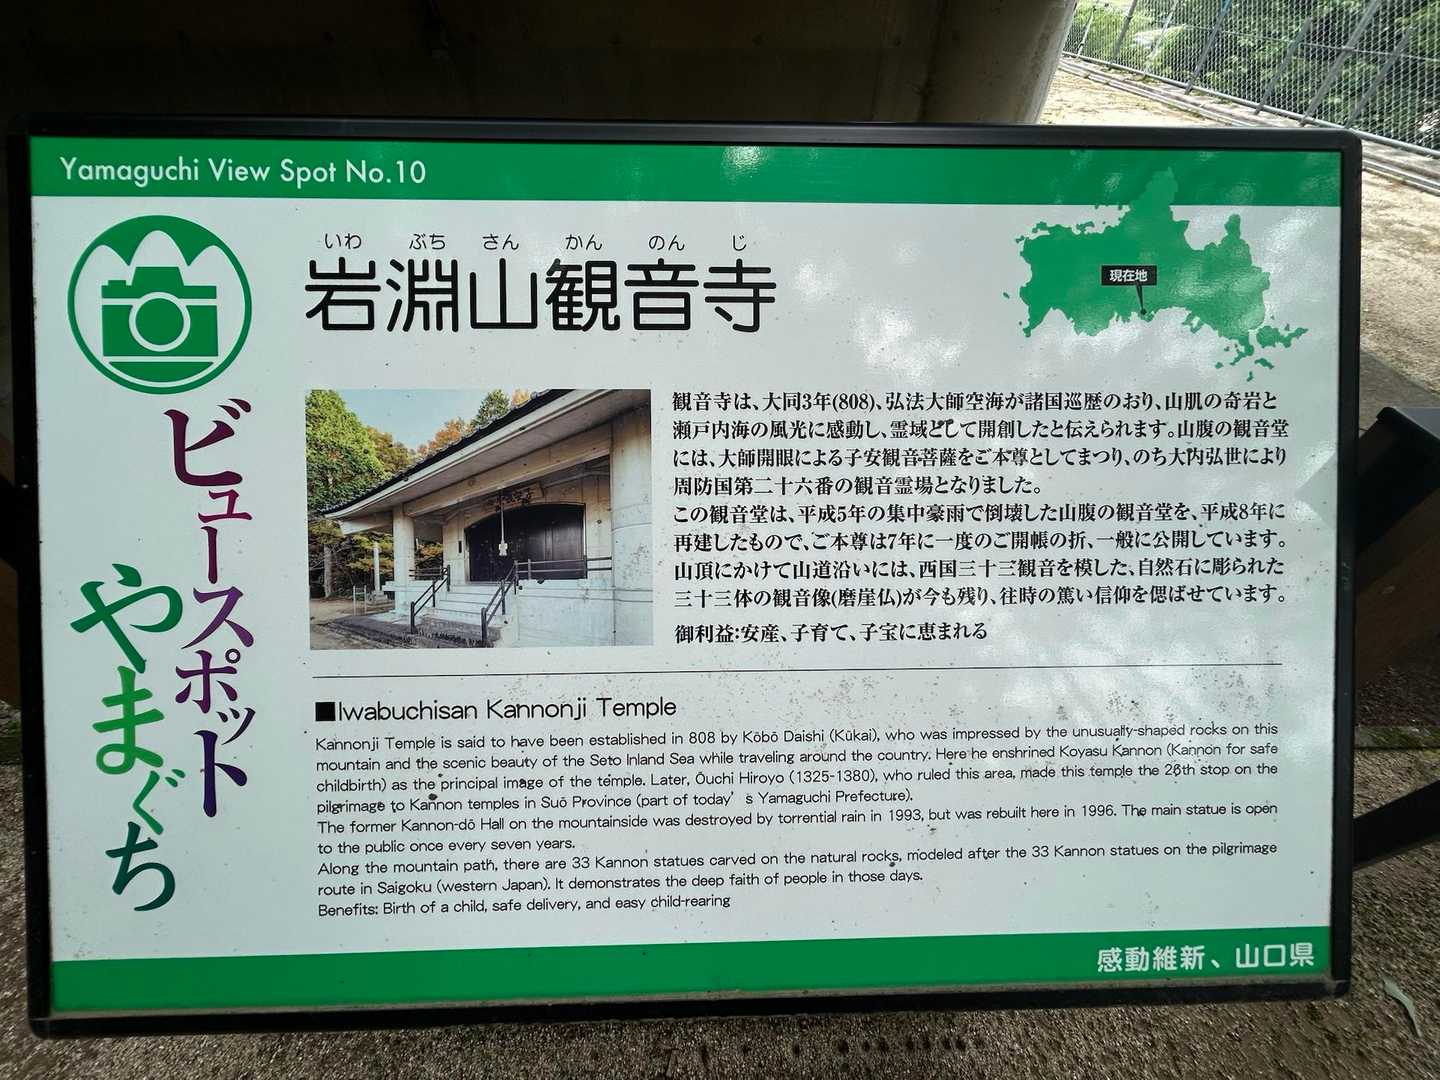 Yamaguchi View Spot No.10
いわ ぶち さん かん のん じ
岩淵山観音寺
現在地
ビュースポット
やまぐち
観音寺は、大同3年(808)、弘法大師空海が諸国巡歴のおり、山肌の奇岩と
瀬戸内海の風光に感動し、霊域として開創したと伝えられます。山腹の観音堂
には、大師開眼による子安観音菩薩をご本尊としてまつり、のち大内弘世により
周防国第二十六番の観音霊場となりました。
この観音堂は、平成5年の集中豪雨で倒壊した山腹の観音堂を、平成8年に
再建したもので、ご本尊は7年に一度のご開帳の折、一般に公開しています。
山頂にかけて山道沿いには、西国三十三観音を模した、自然石に彫られた
三十三体の観音像(磨崖仏)が今も残り、往時の篤い信仰を偲ばせています。
御利益：安産、子育て、子宝に恵まれる
■Iwabuchisan Kannonji Temple
Kannonji Temple is said to have been established in 808 by Kōbō Daishi (Kūkai), who was impressed by the unusually-shaped rocks on this
mountain and the scenic beauty of the Seto Inland Sea while traveling around the country. Here he enshrined Koyasu Kannon (Kannon for safe
childbirth) as the principal image of the temple. Later, Ōuchi Hiroyo (1325-1380), who ruled this area, made this temple the 26th stop on the
pilgrimage to Kannon temples in Suō Province (part of today’s Yamaguchi Prefecture).
The former Kannon-dō Hall on the mountainside was destroyed by torrential rain in 1993, but was rebuilt here in 1996. The main statue is open
to the public once every seven years.
Along the mountain path, there are 33 Kannon statues carved on the natural rocks, modeled after the 33 Kannon statues on the pilgrimage
route in Saigoku (western Japan). It demonstrates the deep faith of people in those days.
Benefits: Birth of a child, safe delivery, and easy child-rearing
感動維新、山口県